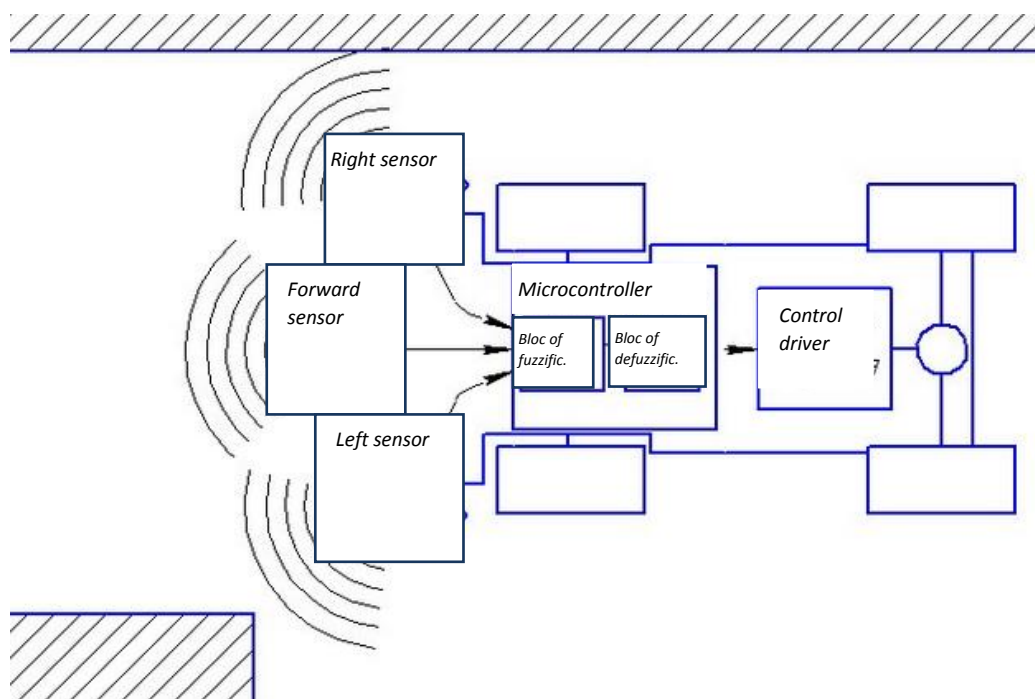 Right sensor
Forward
sensor
Microcontroller
Control
driver
Bloc of
fuzzific.
Bloc of
defuzzific.
Left sensor